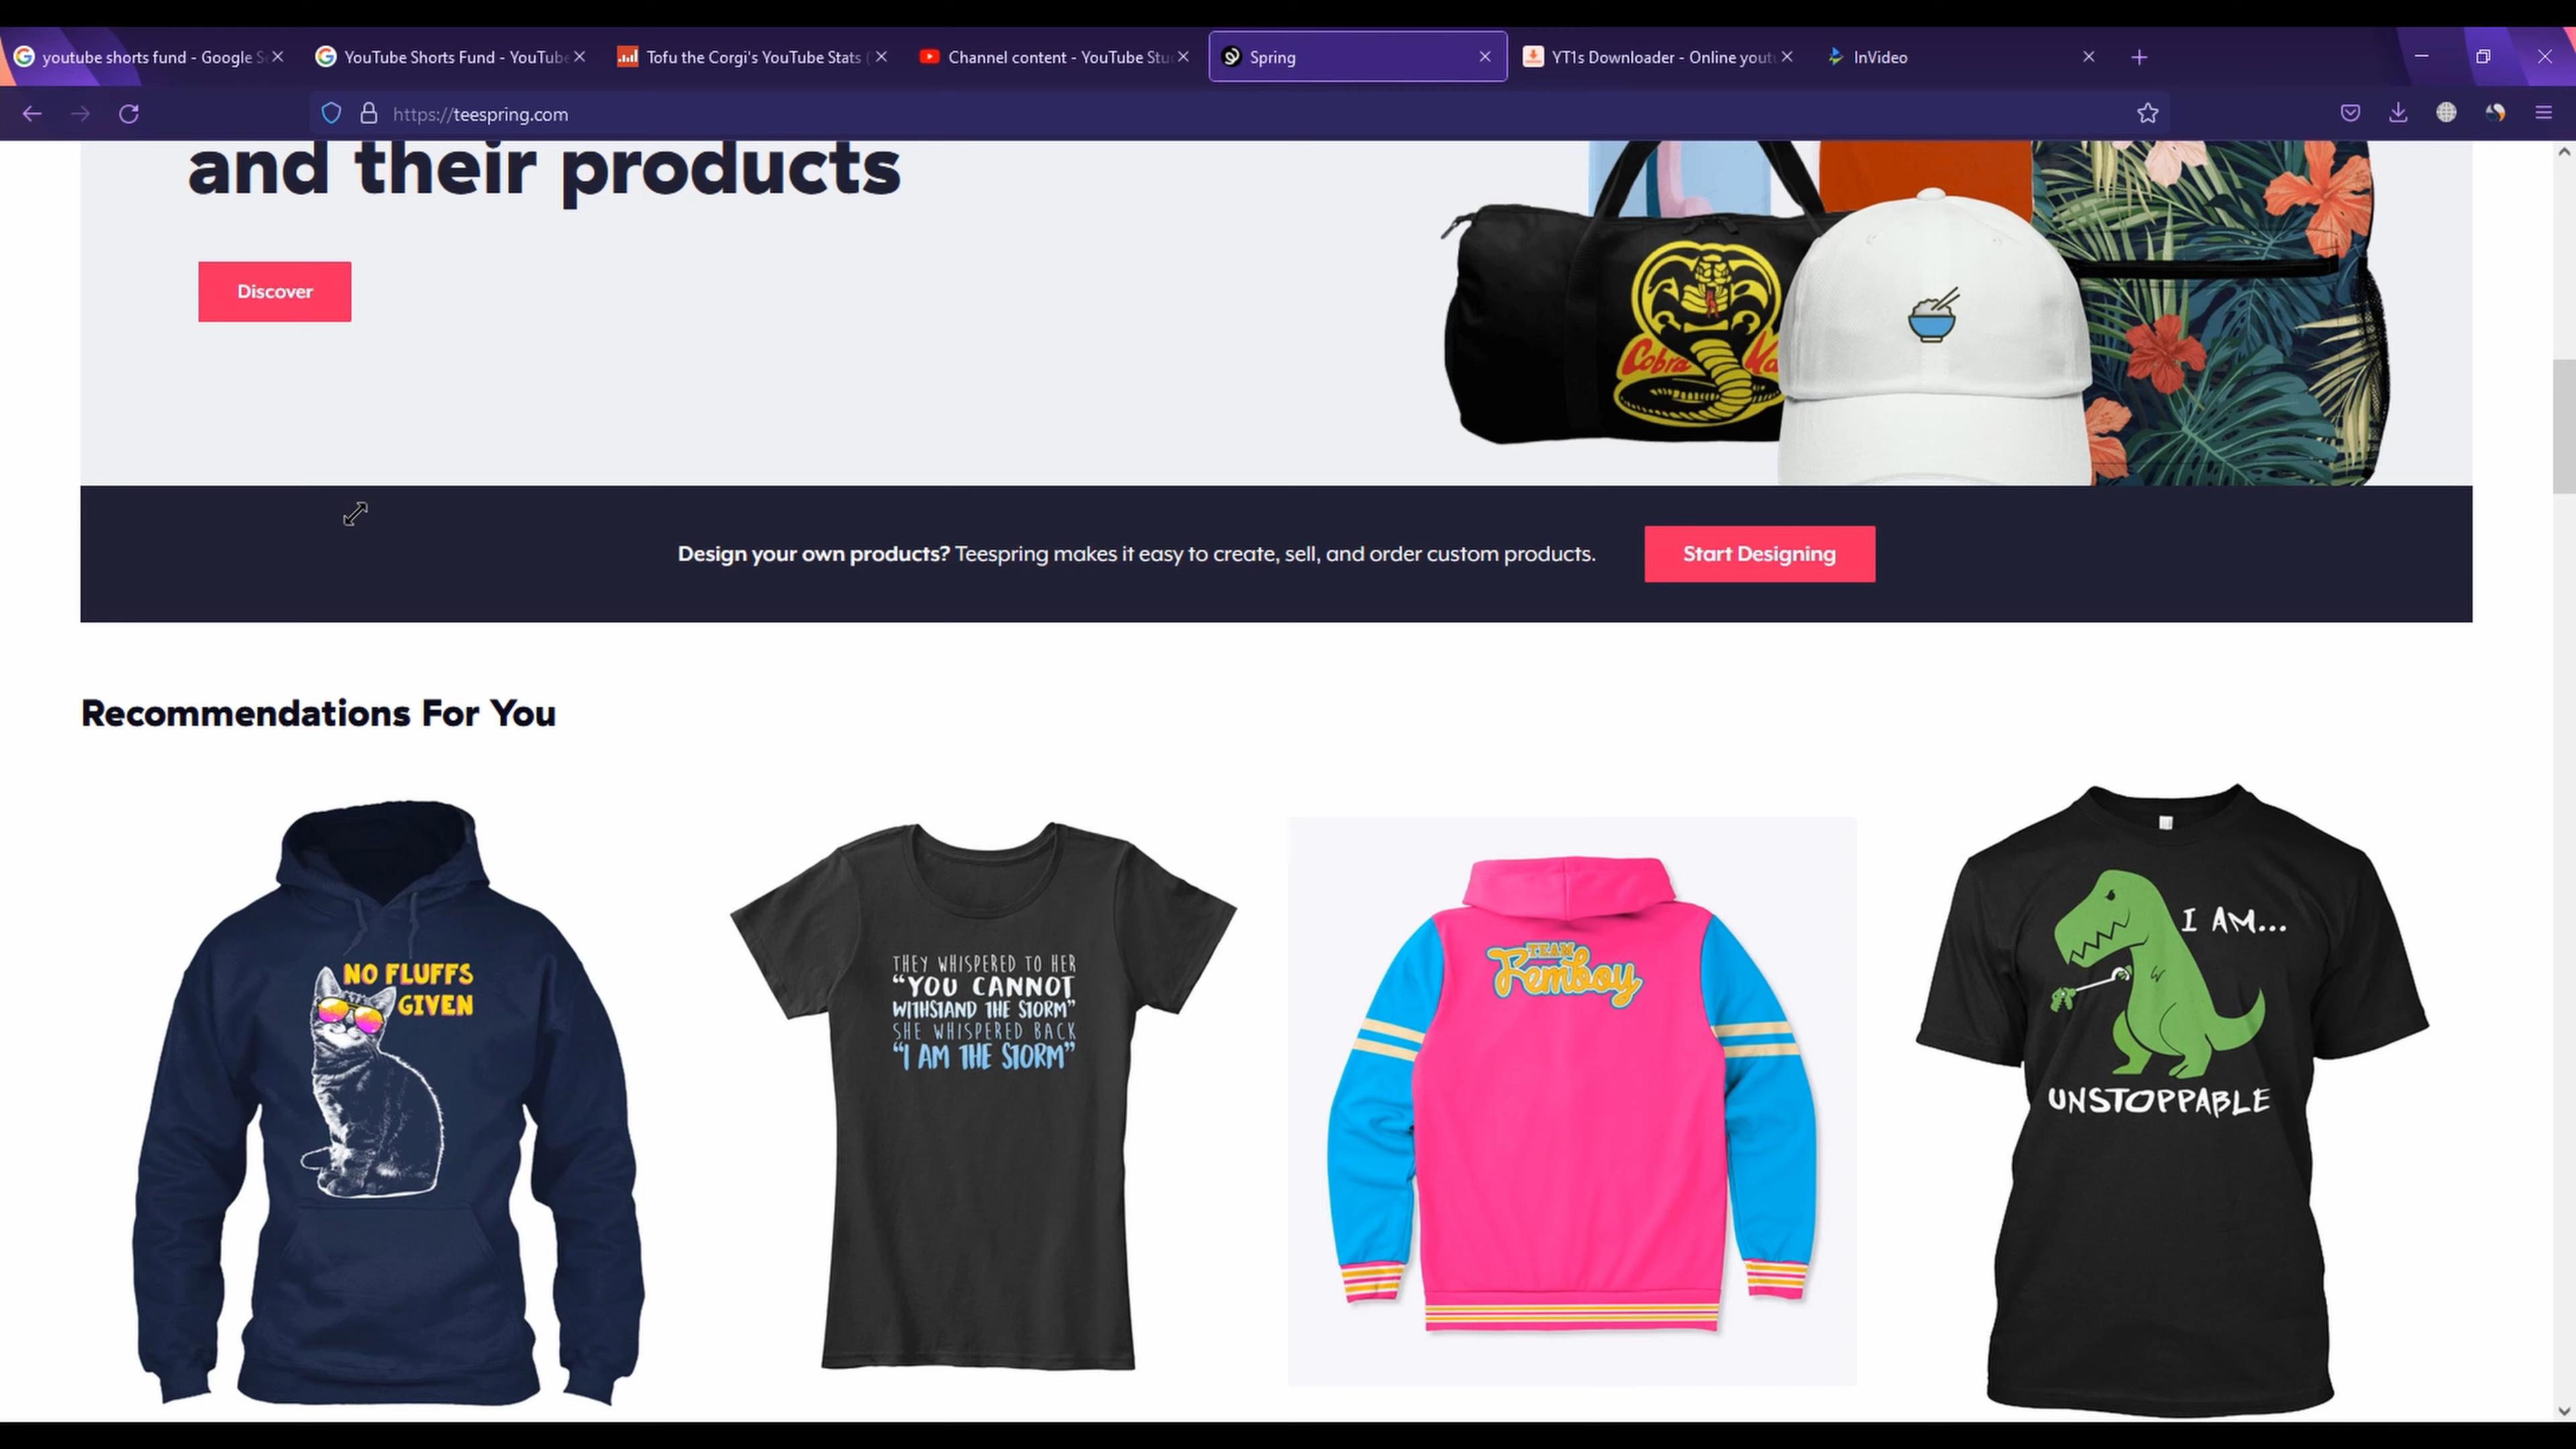 youtube shorts fund - Google S
YouTube Shorts Fund - YouTube
Tofu the Corgi's YouTube Stats (
Channel content - YouTube Stu
Spring
YT1s Downloader - Online yout
InVideo
https://teespring.com
and their products
Discover
Cobra Ka
Design your own products? Teespring makes it easy to create, sell, and order custom products.
Start Designing
Recommendations For You
NO FLUFFS
GIVEN
THEY WHISPERED TO HER
“YOU CANNOT
WITHSTAND THE STORM”
SHE WHISPERED BACK
“I AM THE STORM”
TEAM
Femboy
I AM...
UNSTOPPABLE